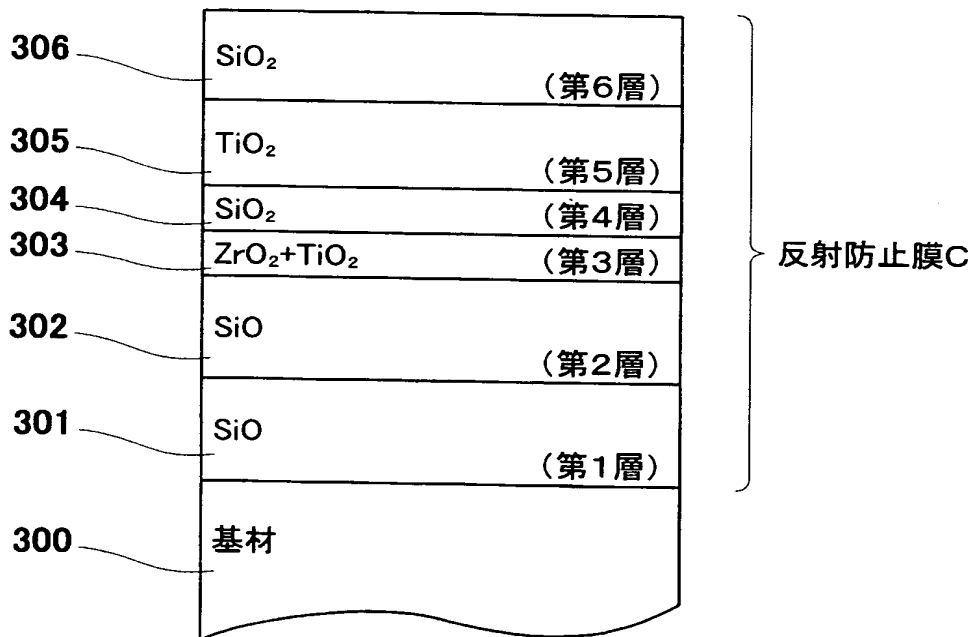 306
SiO₂
(第6層)
305
TiO₂
(第5層)
304
SiO₂
(第4層)
303
ZrO₂+TiO₂
(第3層)
反射防止膜C
302
SiO
(第2層)
301
SiO
(第1層)
300
基材